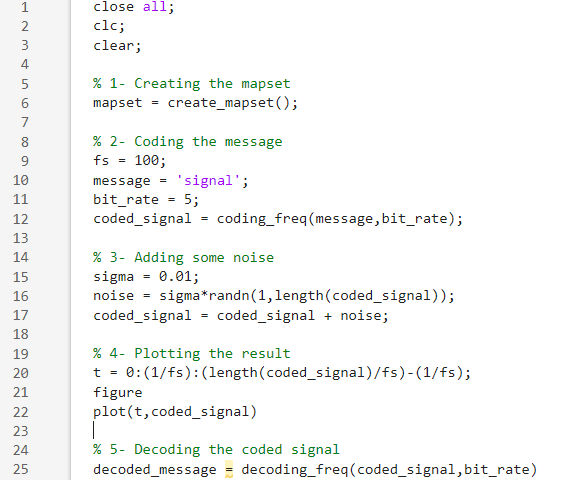 1 close all;
2 clc;
3 clear;
4
5 % 1- Creating the mapset
6 mapset = create_mapset();
7
8 % 2- Coding the message
9 fs = 100;
10 message = 'signal';
11 bit_rate = 5;
12 coded_signal = coding_freq(message,bit_rate);
13
14 % 3- Adding some noise
15 sigma = 0.01;
16 noise = sigma*randn(1,length(coded_signal));
17 coded_signal = coded_signal + noise;
18
19 % 4- Plotting the result
20 t = 0:(1/fs):(length(coded_signal)/fs)-(1/fs);
21 figure
22 plot(t,coded_signal)
23
24 % 5- Decoding the coded signal
25 decoded_message = decoding_freq(coded_signal,bit_rate)